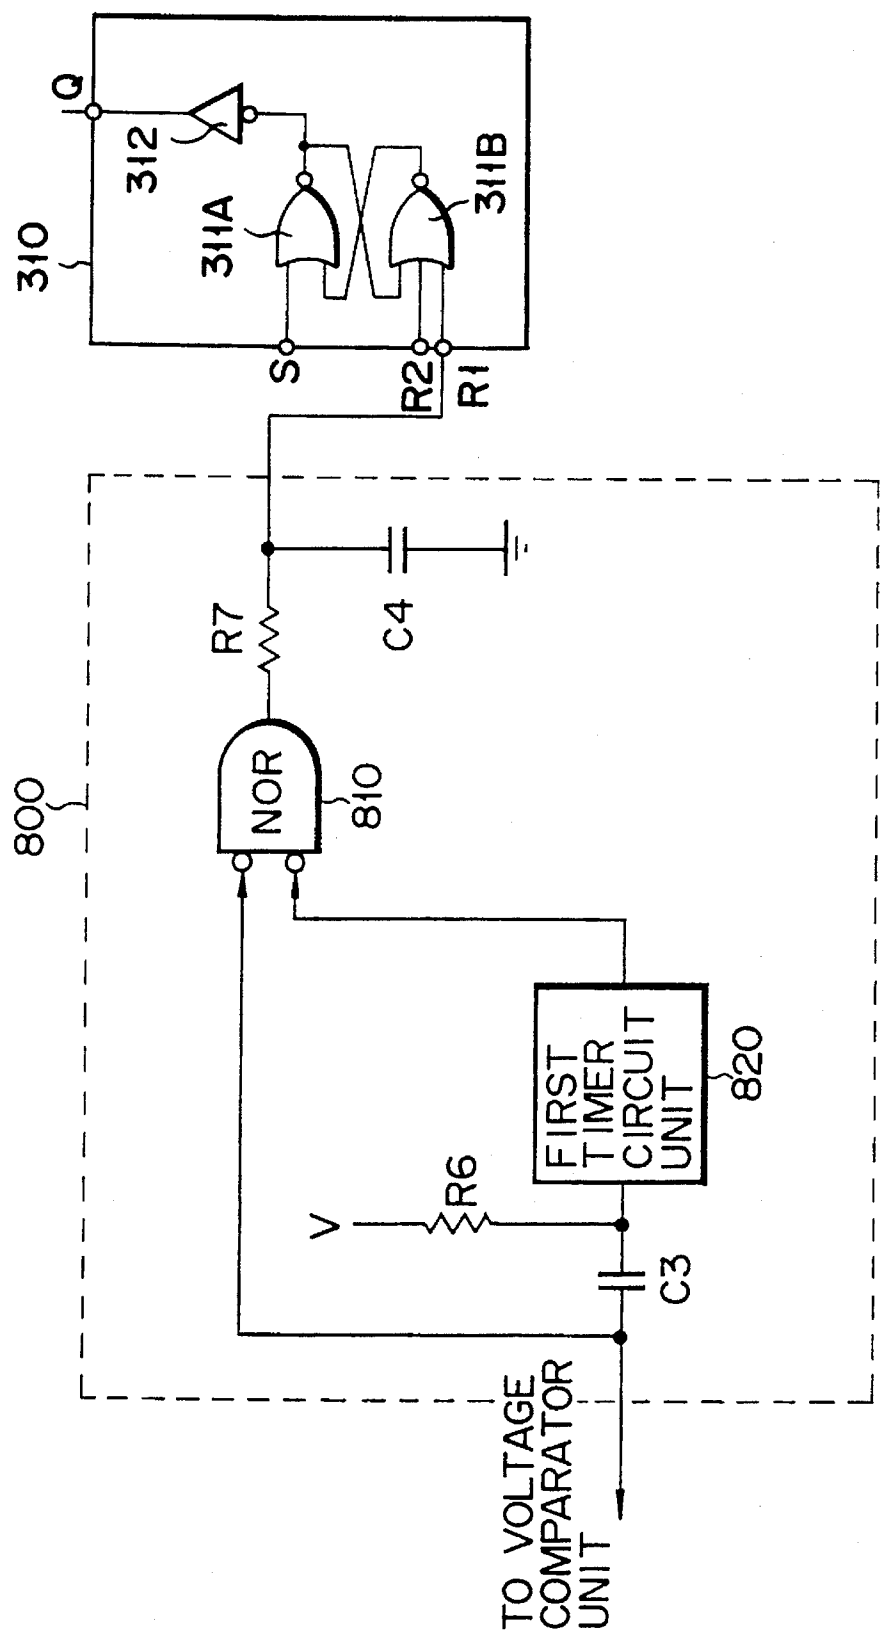 800
310
Q
312
311A
311B
S
R2
R1
R7
C4
NOR
810
V
R6
C3
FIRST
TIMER
CIRCUIT
UNIT
820
TO VOLTAGE
COMPARATOR
UNIT